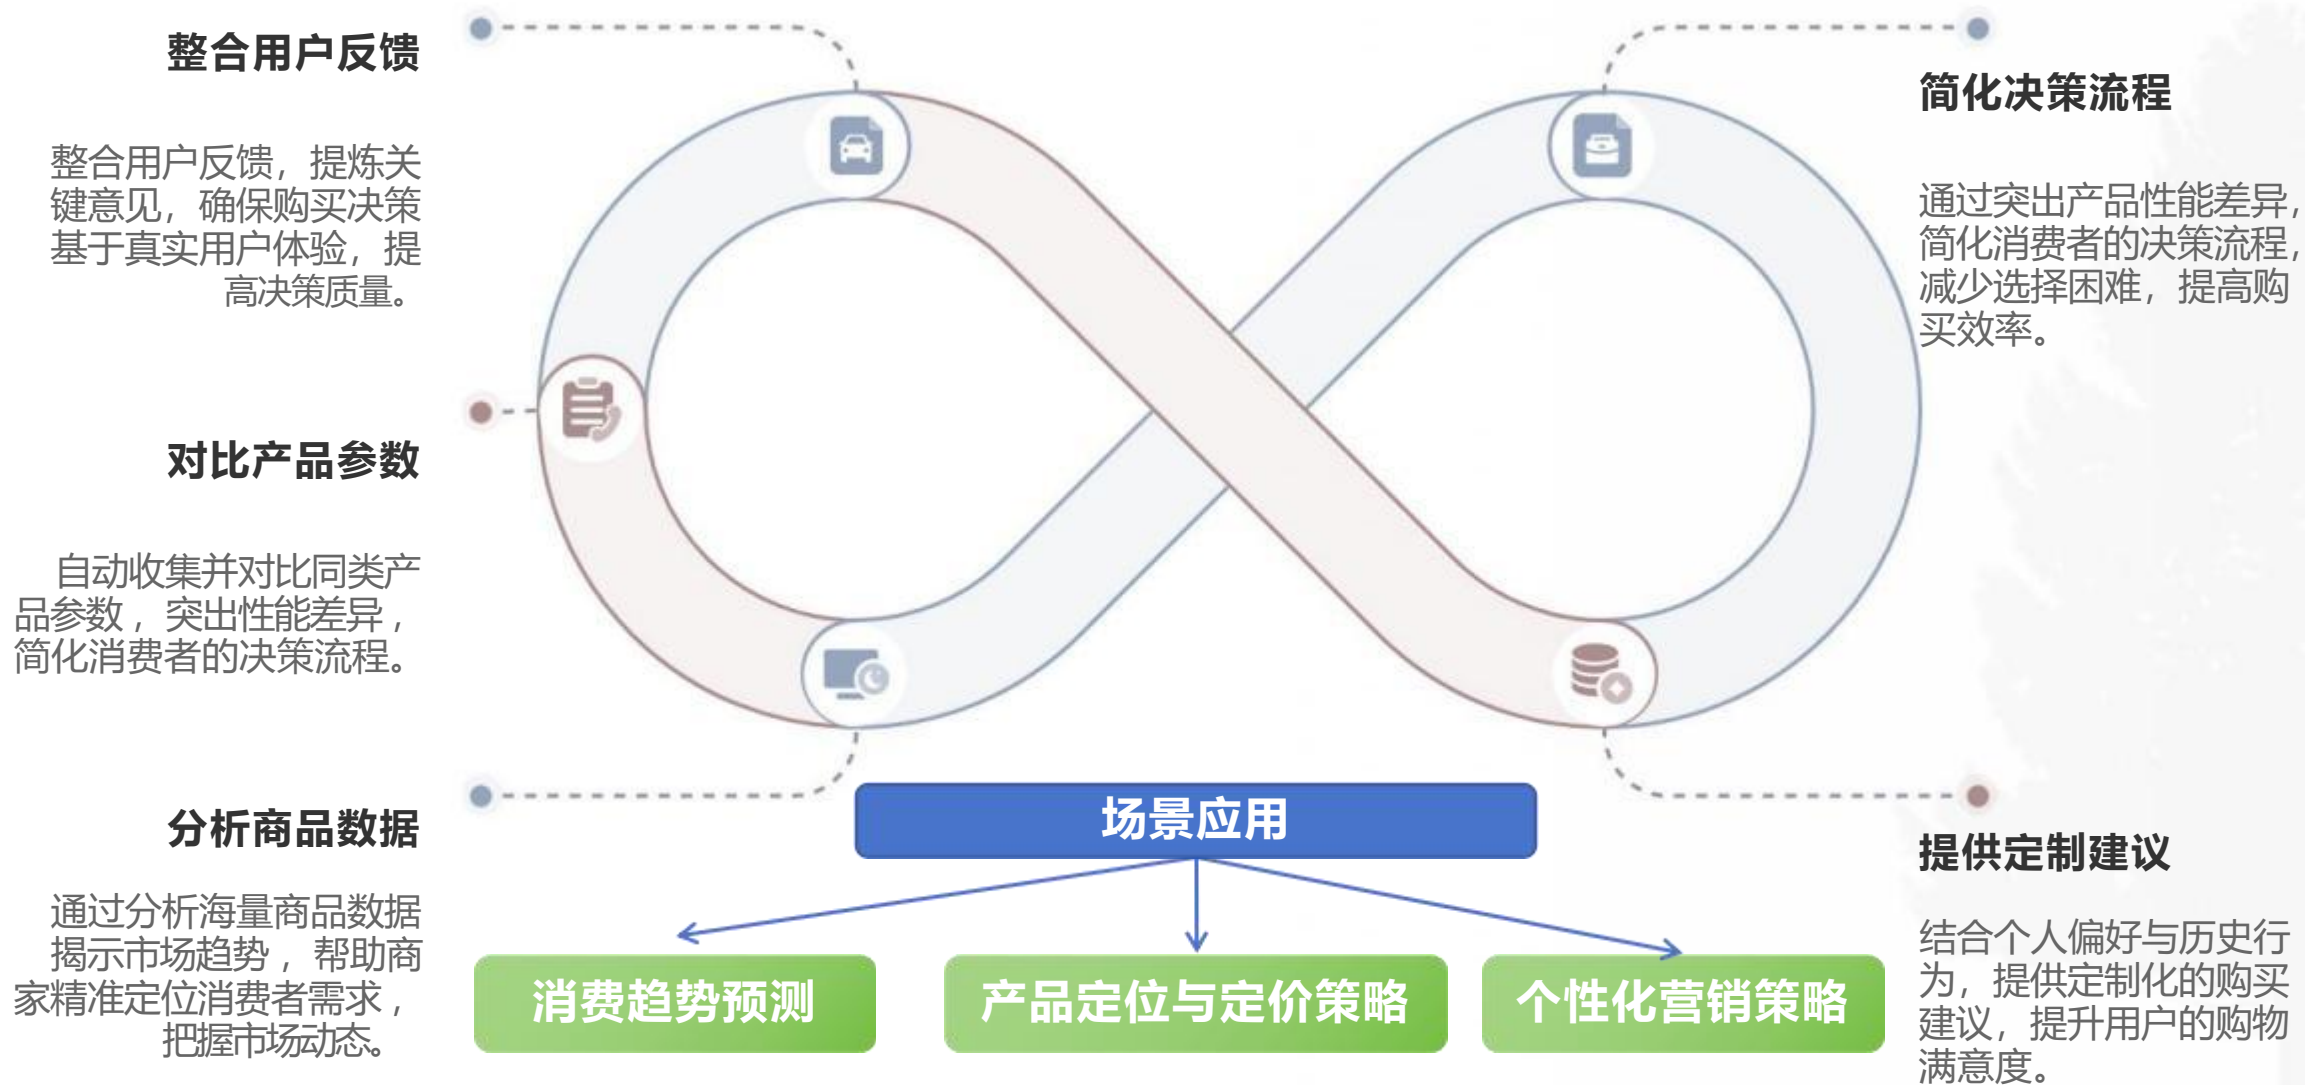 整合用户反馈
整合用户反馈，提炼关
键意见，确保购买决策
基于真实用户体验，提
高决策质量。
对比产品参数
自动收集并对比同类产
品参数，突出性能差异，
简化消费者的决策流程。
分析商品数据
通过分析海量商品数据
揭示市场趋势，帮助商
家精准定位消费者需求，
把握市场动态。
简化决策流程
通过突出产品性能差异，
简化消费者的决策流程，
减少选择困难，提高购
买效率。
提供定制建议
结合个人偏好与历史行
为，提供定制化的购买
建议，提升用户的购物
满意度。
场景应用
消费趋势预测
产品定位与定价策略
个性化营销策略